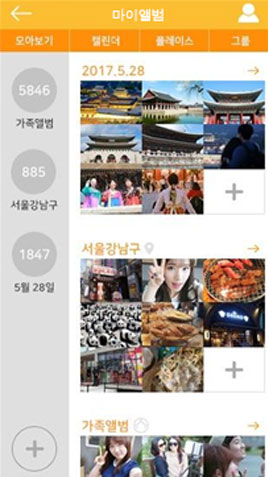 마이앨범
모아보기 캘린더 플레이스 그룹
5846
가족앨범
885
서울강남구
1847
5월 28일
2017.5.28
서울강남구
가족앨범